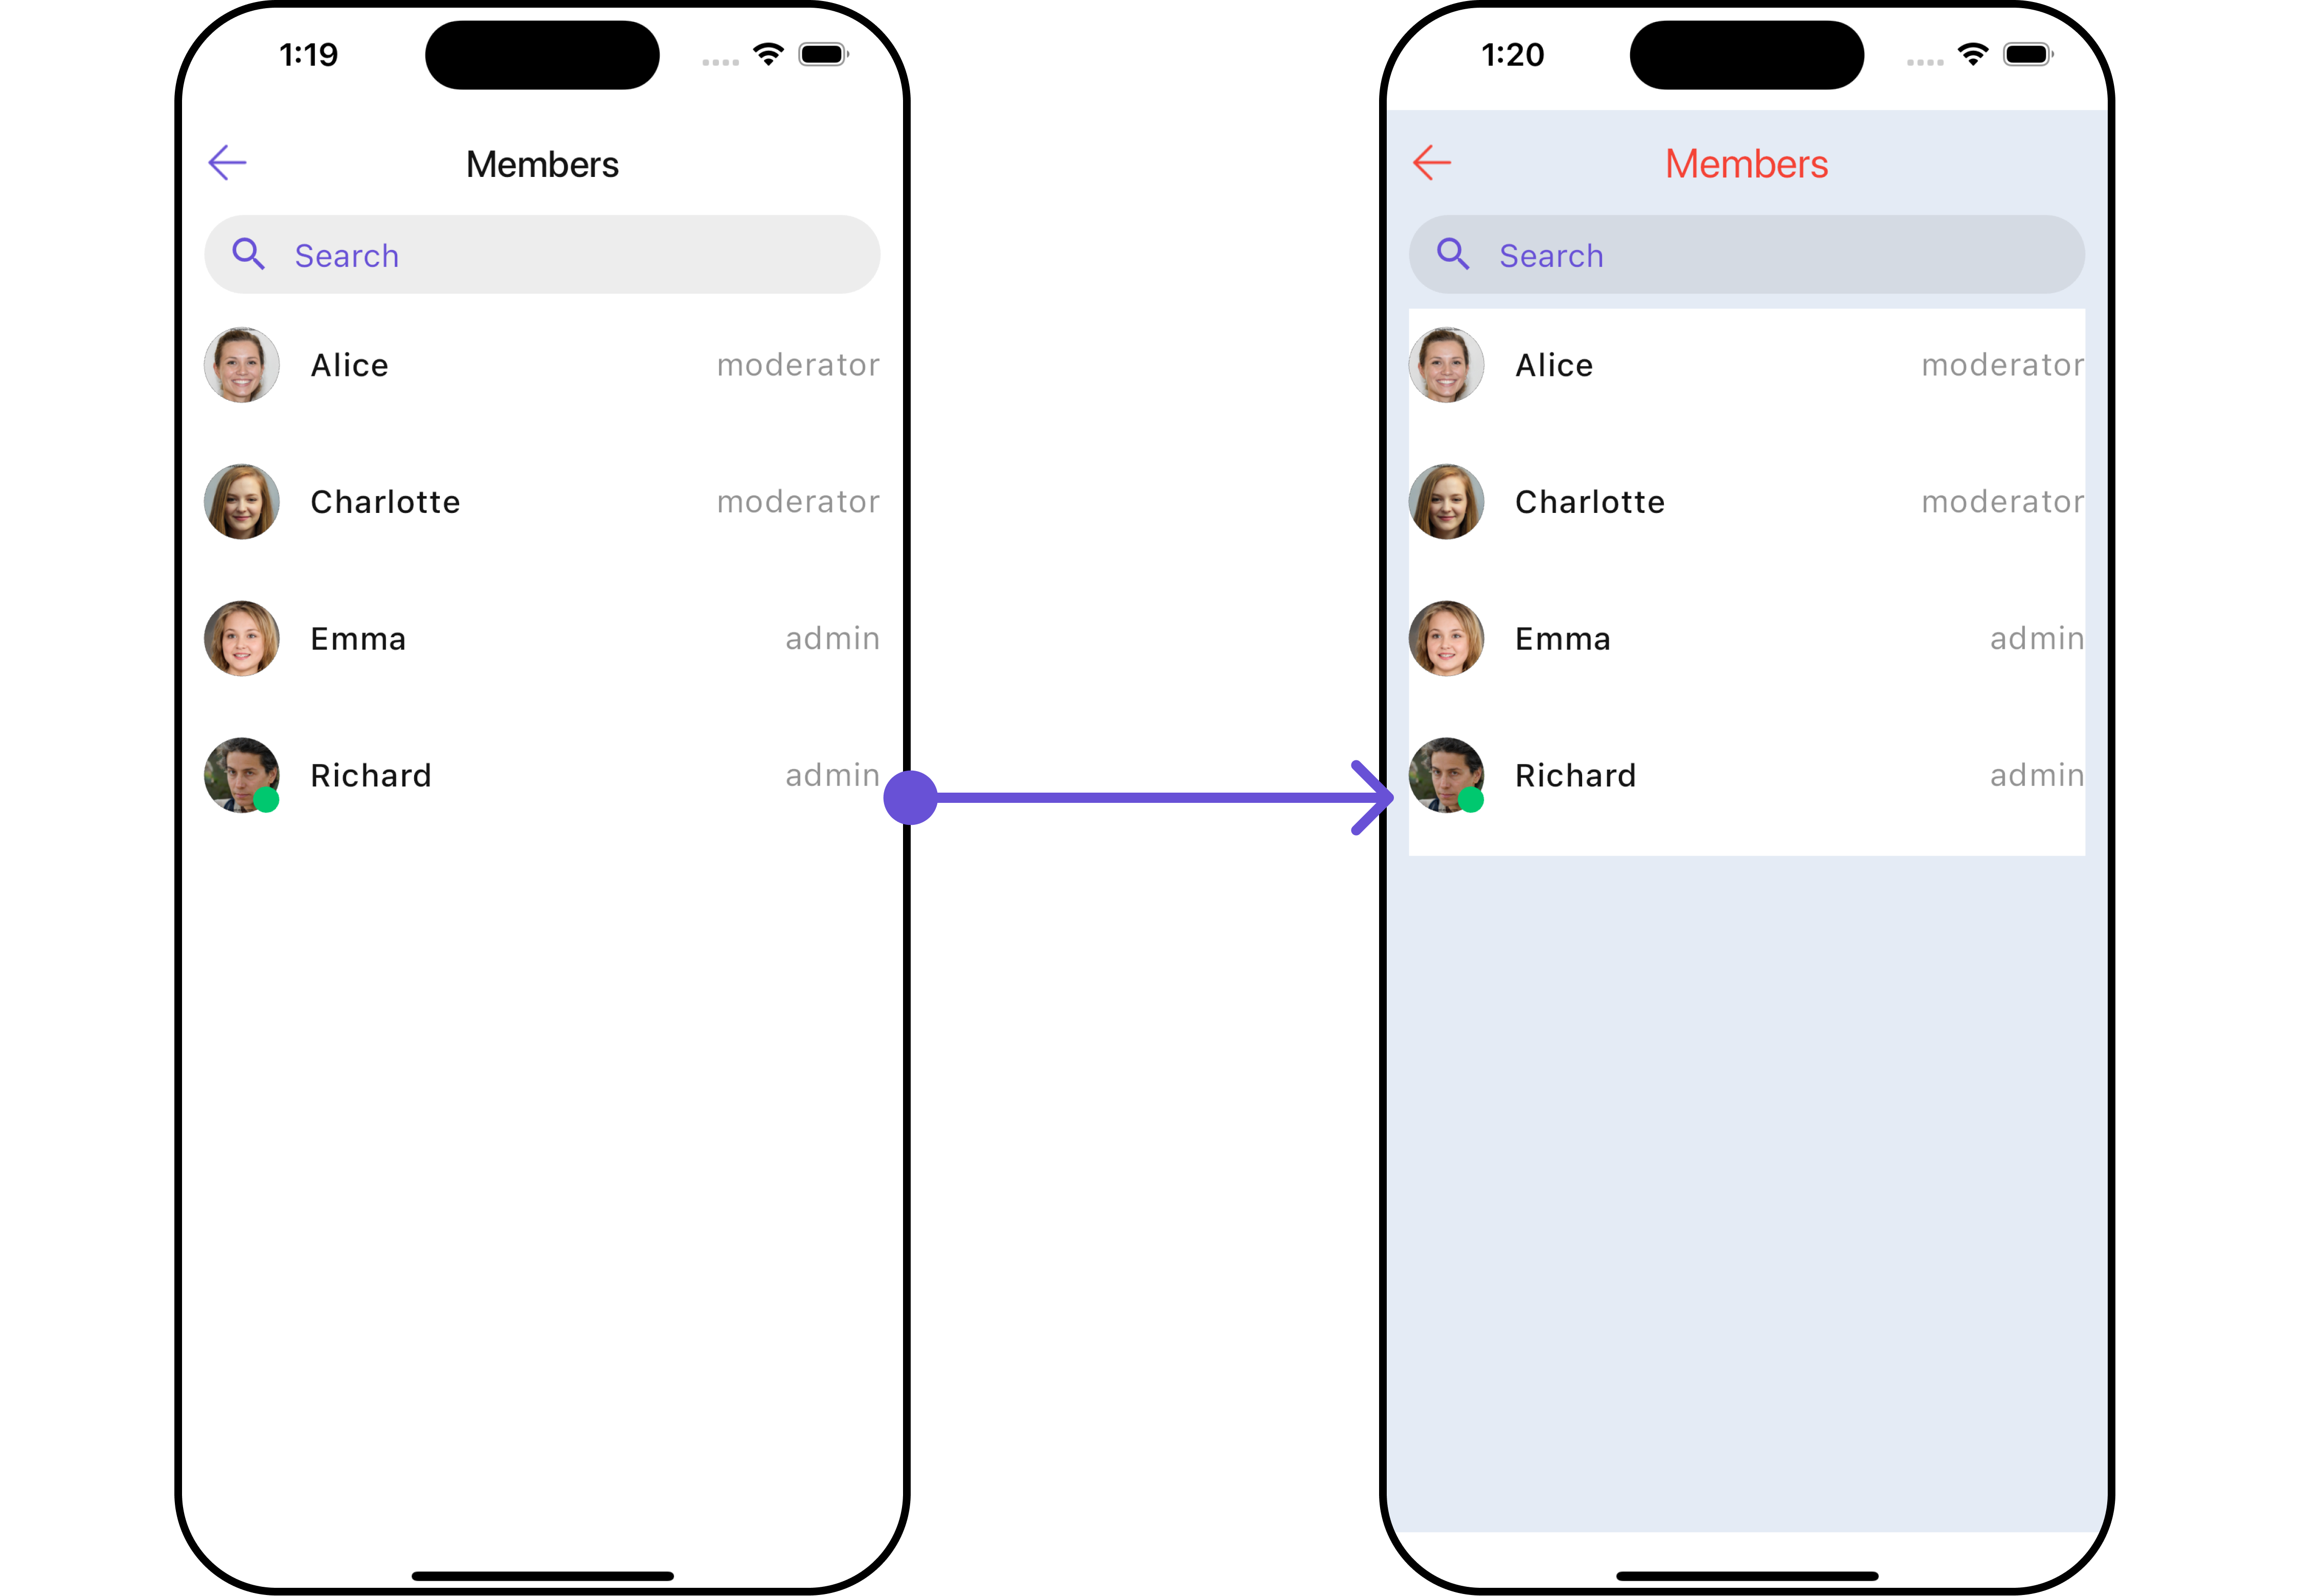 1:19
Members
Search
Alice moderator
Charlotte moderator
Emma admin
Richard admin
1:20
Members
Search
Alice moderator
Charlotte moderator
Emma admin
Richard admin